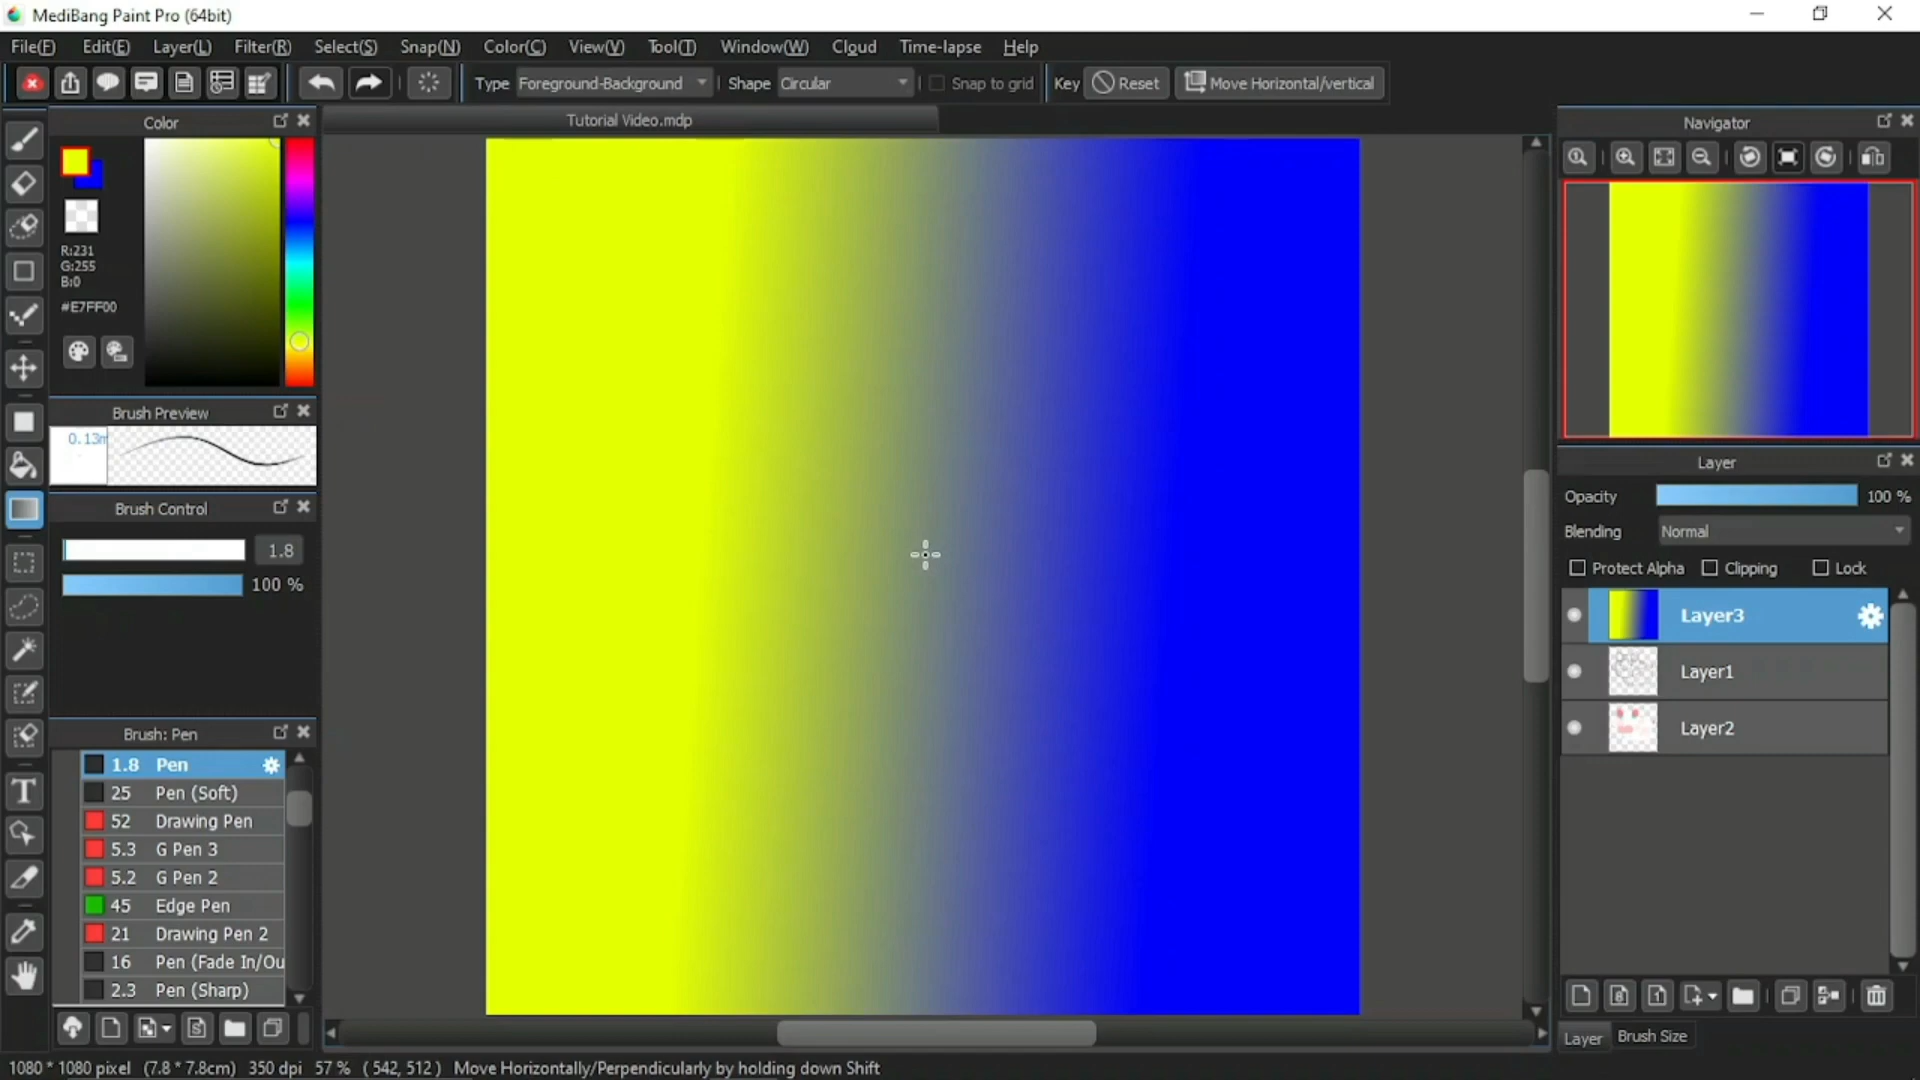 MediBang Paint Pro (64bit)
File(F) Edit(E) Layer(L) Filter(R) Select(S) Snap(N) Color(C) View(V) Tool(T) Window(W) Cloud Time-lapse Help
Type Foreground-Background Shape Circular Snap to grid Key Reset Move Horizontal/vertical
Color
Tutorial Video.mdp
Navigator
R:231
G:255
B:0
#E7FF00
Brush Preview
0.13m
Brush Control
1.8
100 %
Layer
Opacity 100 %
Blending Normal
Protect Alpha Clipping Lock
Layer3
Layer1
Layer2
Brush: Pen
1.8 Pen
25 Pen (Soft)
52 Drawing Pen
5.3 G Pen 3
5.2 G Pen 2
45 Edge Pen
21 Drawing Pen 2
16 Pen (Fade In/Ou
2.3 Pen (Sharp)
Layer Brush Size
1080 * 1080 pixel (7.8 * 7.8cm) 350 dpi 57 % ( 542, 512 ) Move Horizontally/Perpendicularly by holding down Shift